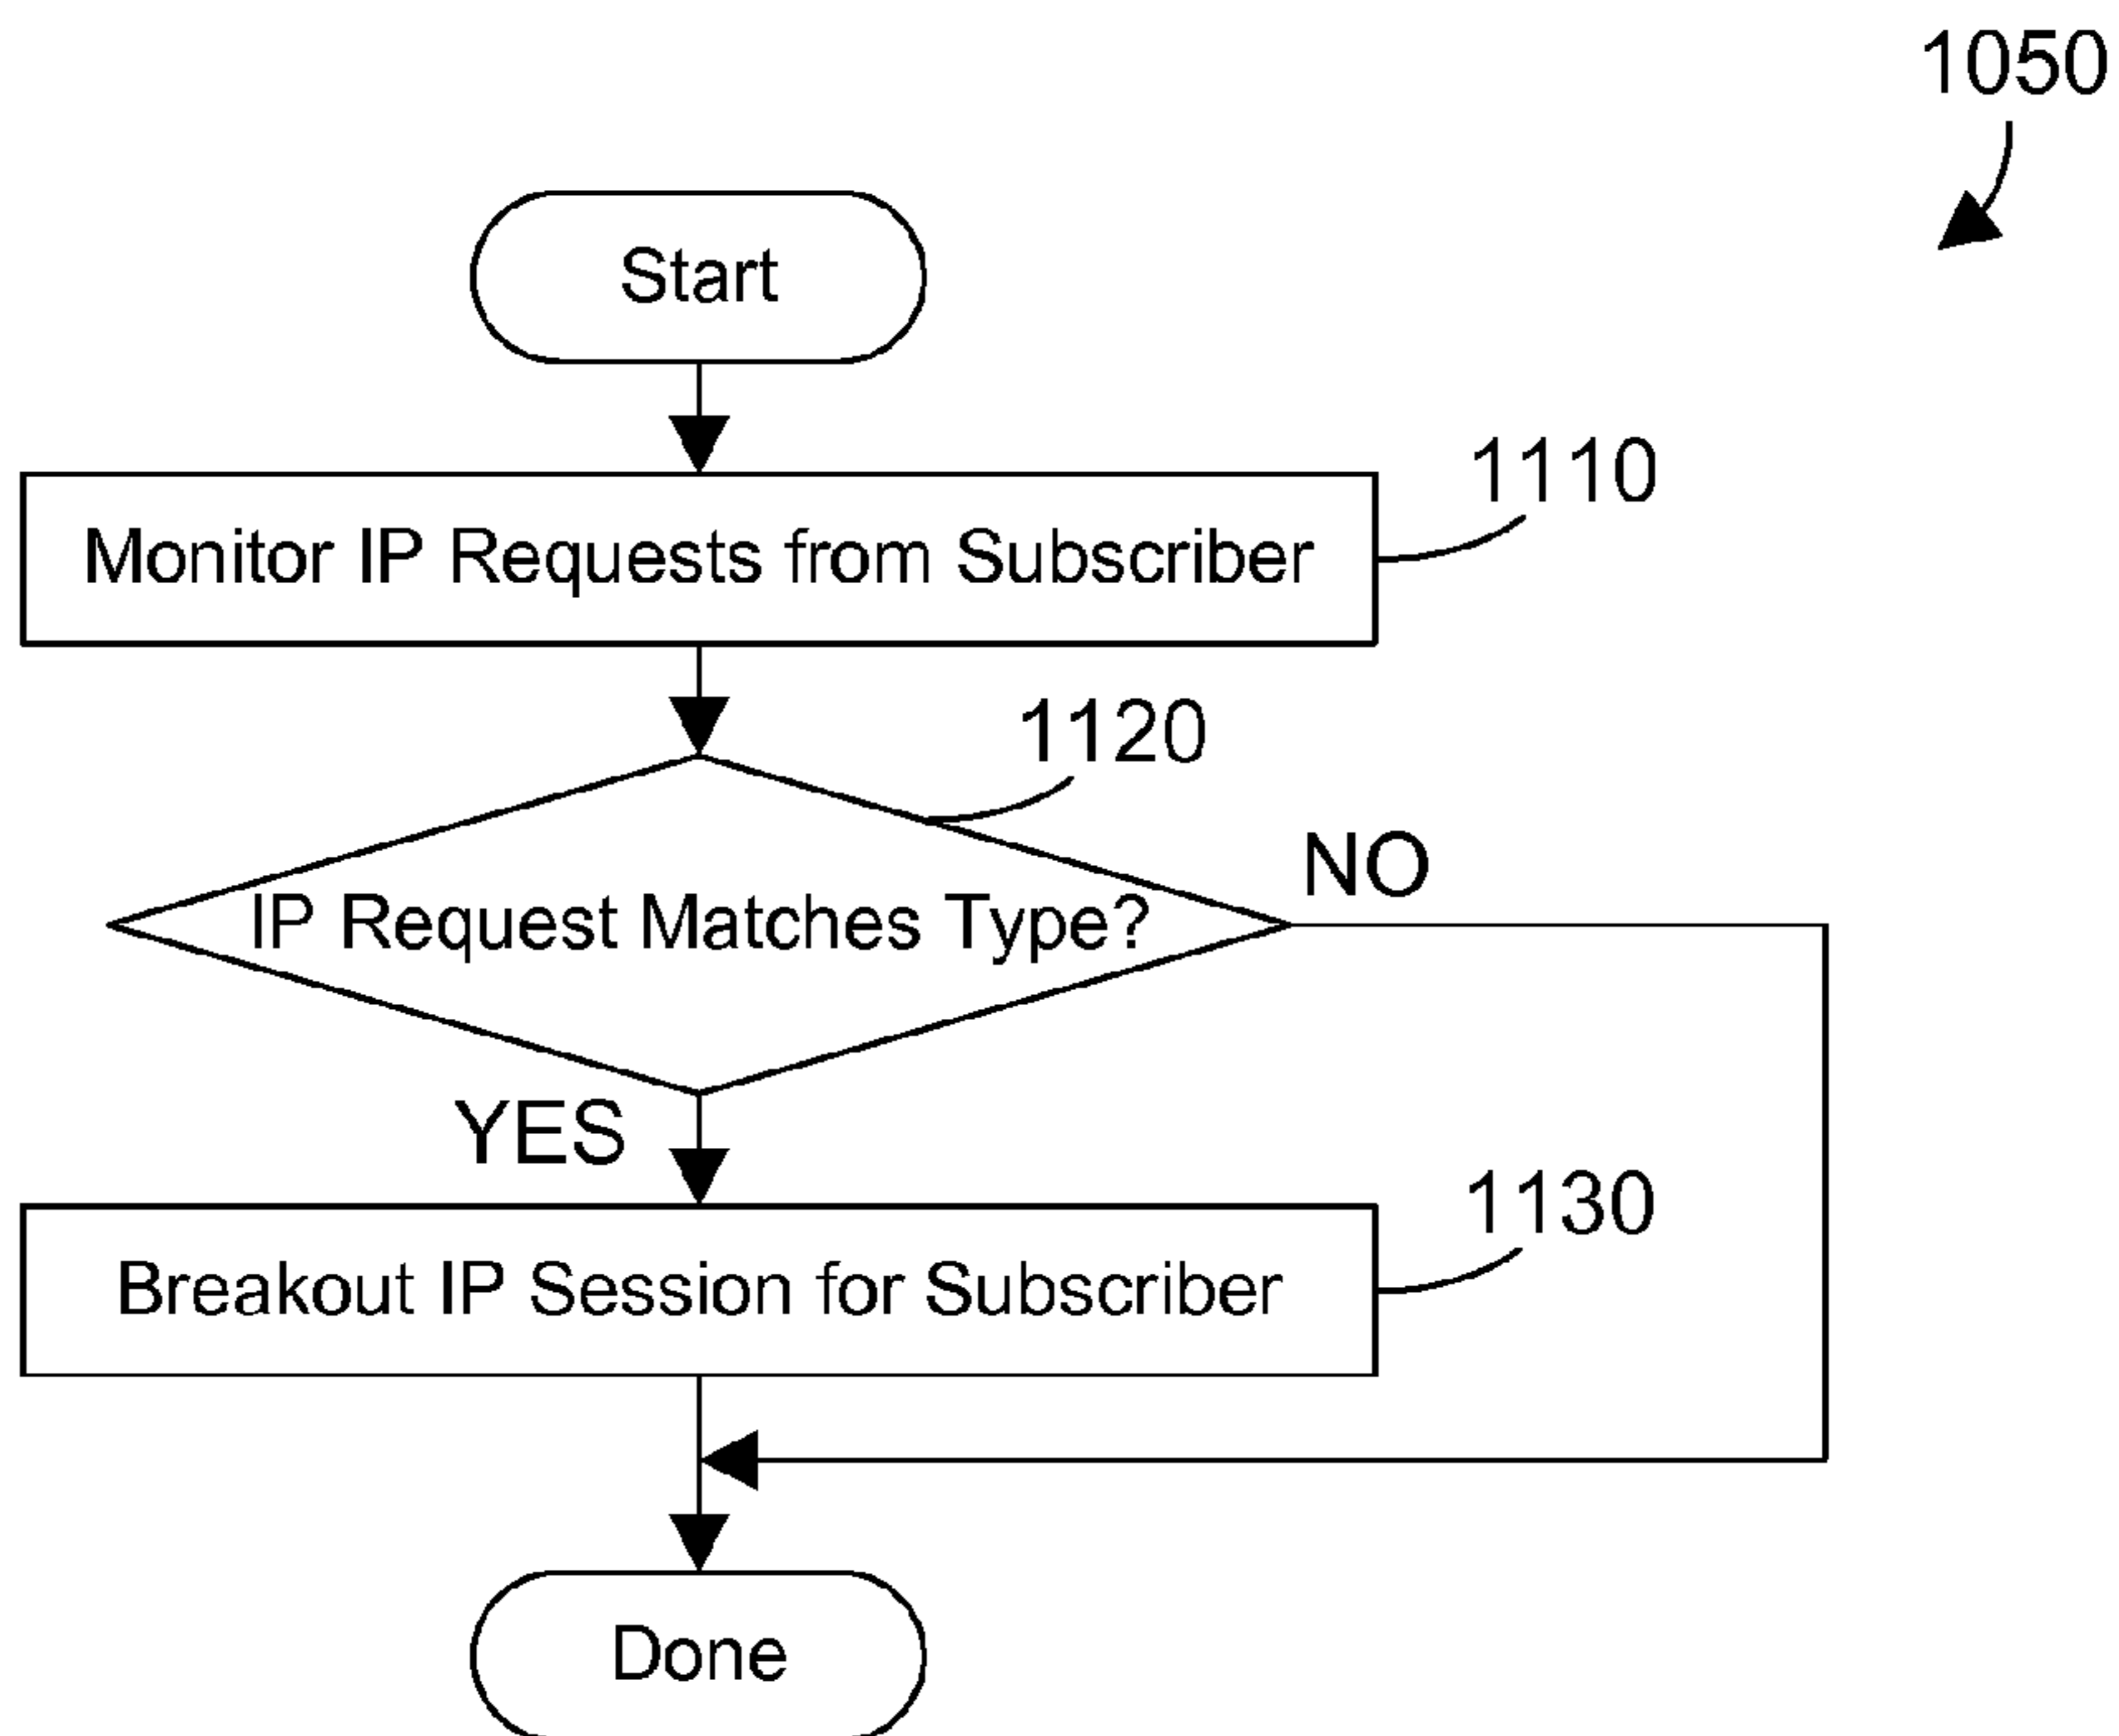 1050
Start
Monitor IP Requests from Subscriber
1110
1120
IP Request Matches Type?
NO
YES
Breakout IP Session for Subscriber
1130
Done